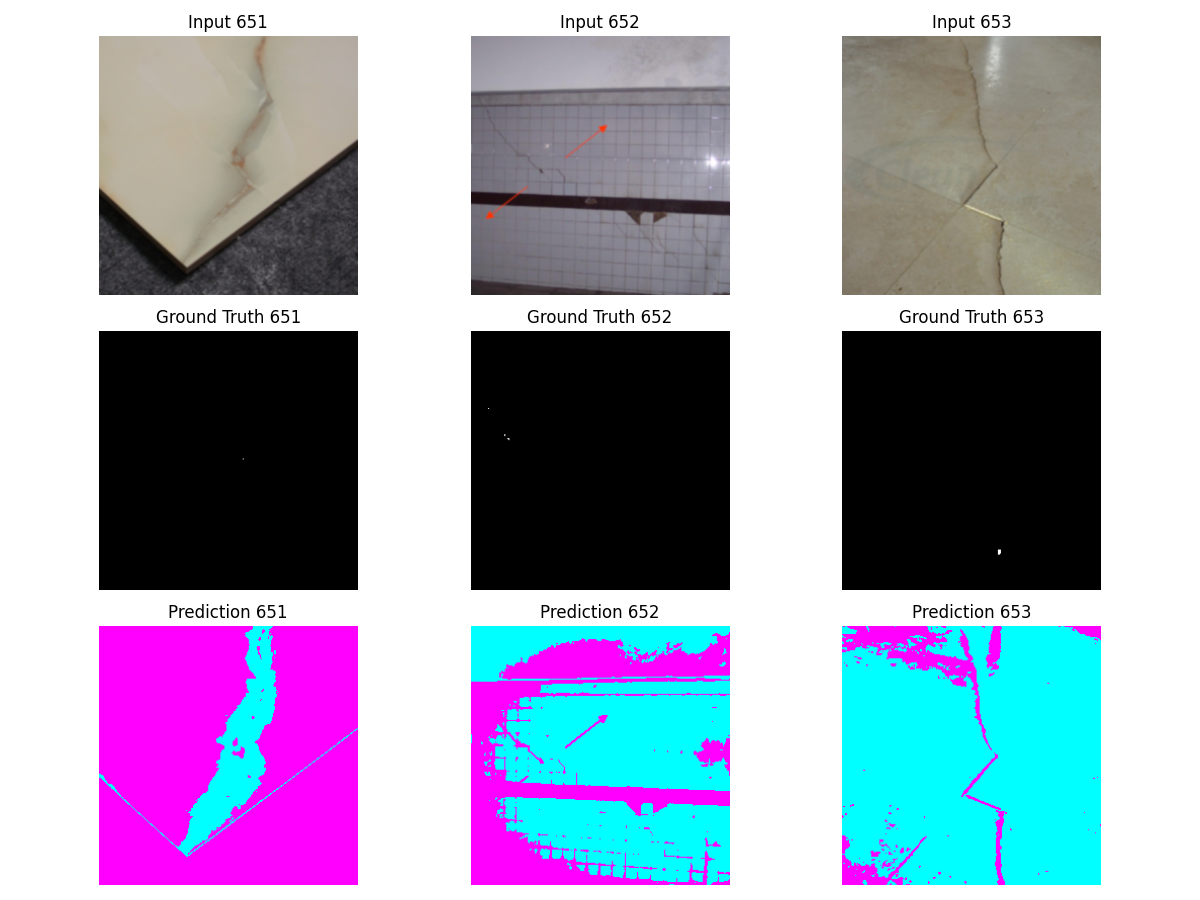 Input 651
Input 652
Input 653
Ground Truth 651
Ground Truth 652
Ground Truth 653
Prediction 651
Prediction 652
Prediction 653